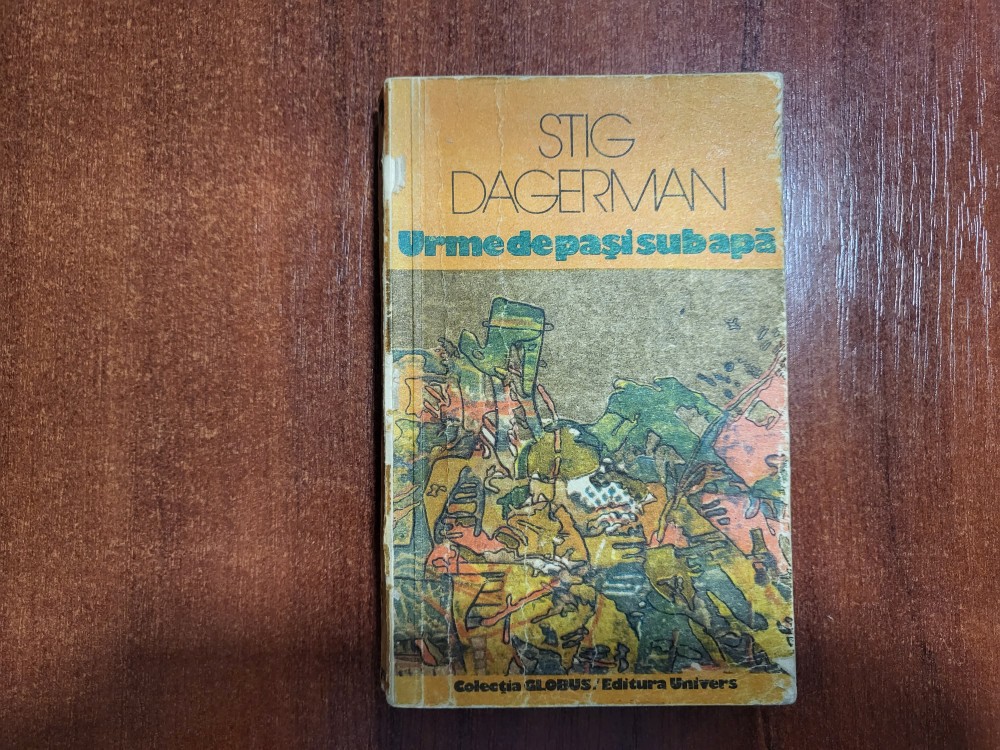 STIG
DAGERMAN
Urme de pași sub apă
Colecția GLOBUS/Editura Univers